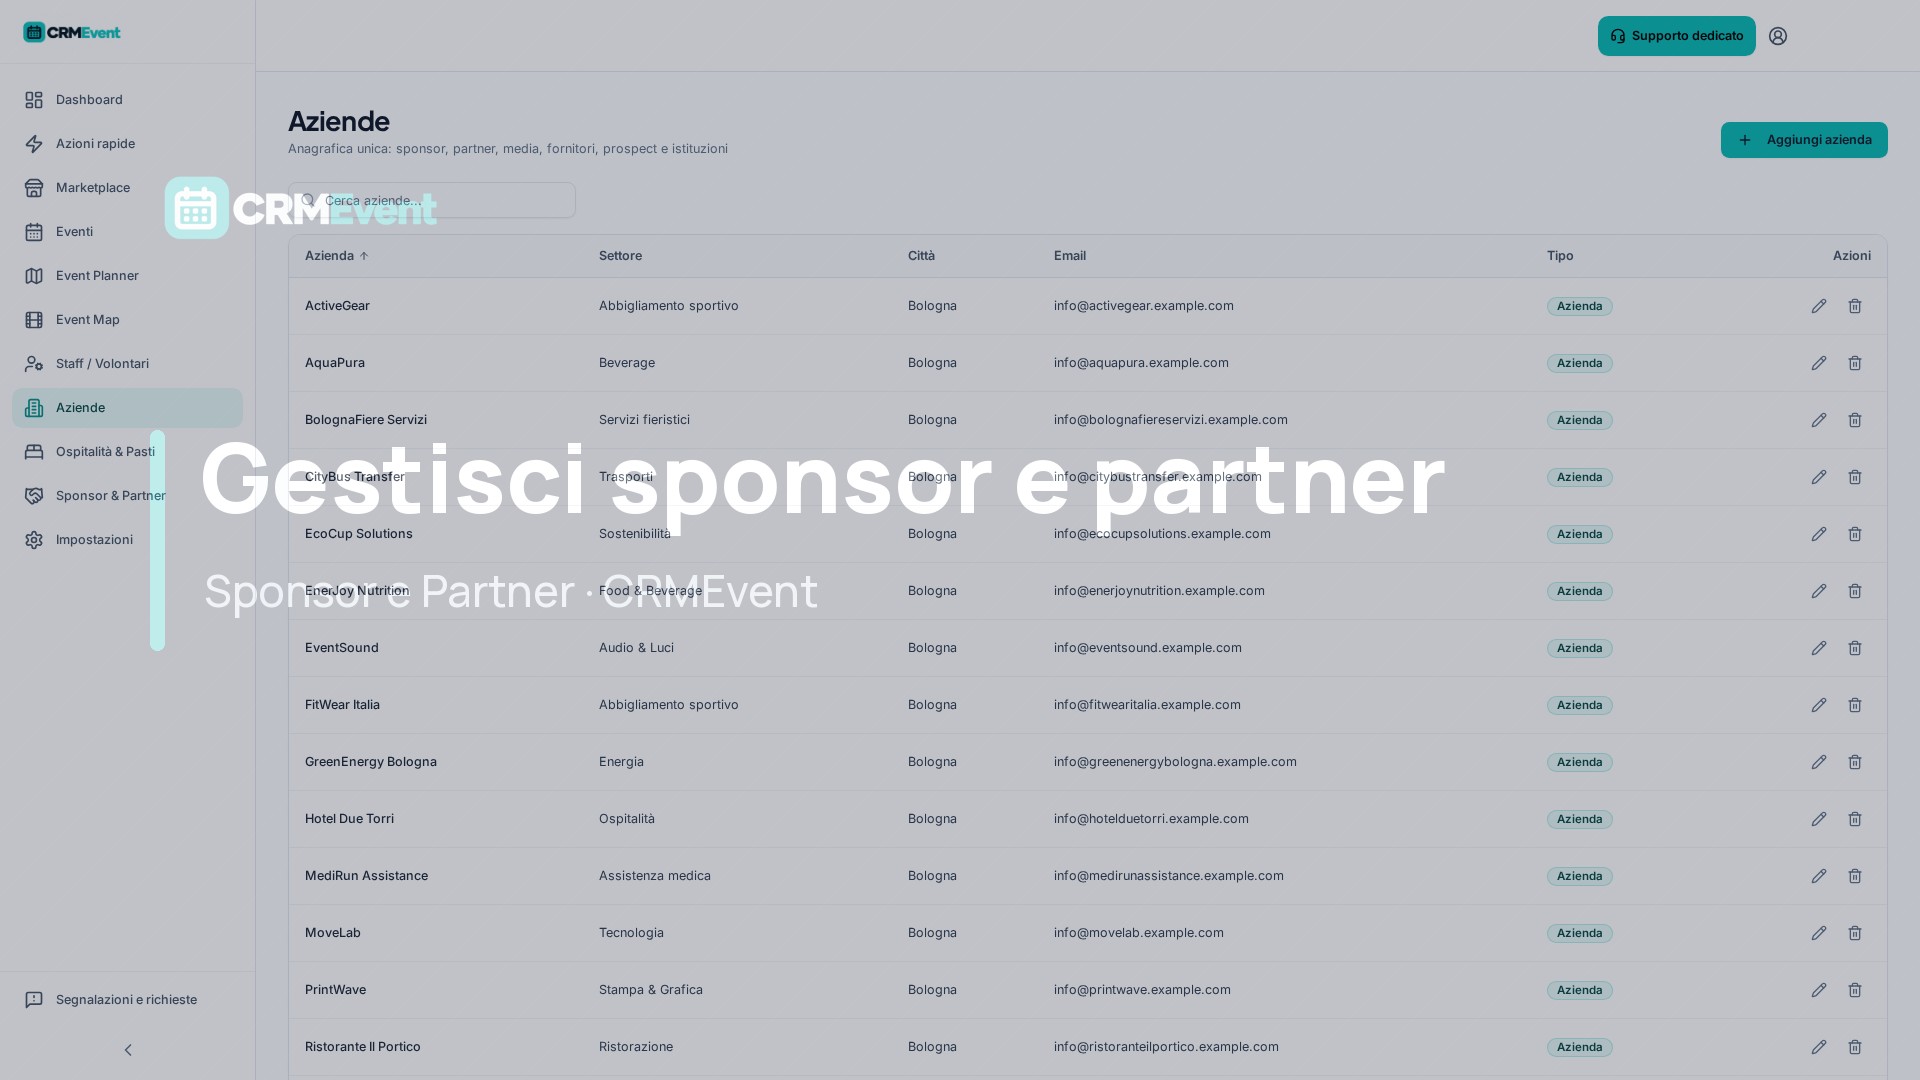 CRMEvent
Supporto dedicato
Dashboard
Azioni rapide
Marketplace
Eventi
Event Planner
Event Map
Staff / Volontari
Aziende
Ospitalità & Pasti
Sponsor & Partner
Impostazioni
Segnalazioni e richieste
Aziende
Anagrafica unica: sponsor, partner, media, fornitori, prospect e istituzioni
Aggiungi azienda
Cerca aziende...
CRMEvent
Gestisci sponsor e partner
Sponsor e Partner · CRMEvent
Azienda Settore Città Email Tipo Azioni
ActiveGear Abbigliamento sportivo Bologna info@activegear.example.com Azienda
AquaPura Beverage Bologna info@aquapura.example.com Azienda
BolognaFiere Servizi Servizi fieristici Bologna info@bolognafiereservizi.example.com Azienda
CityBus Transfer Trasporti Bologna info@citybustransfer.example.com Azienda
EcoCup Solutions Sostenibilità Bologna info@ecocupsolutions.example.com Azienda
EnerJoy Nutrition Food & Beverage Bologna info@enerjoynutrition.example.com Azienda
EventSound Audio & Luci Bologna info@eventsound.example.com Azienda
FitWear Italia Abbigliamento sportivo Bologna info@fitwearitalia.example.com Azienda
GreenEnergy Bologna Energia Bologna info@greenenergybologna.example.com Azienda
Hotel Due Torri Ospitalità Bologna info@hotelduetorri.example.com Azienda
MediRun Assistance Assistenza medica Bologna info@medirunassistance.example.com Azienda
MoveLab Tecnologia Bologna info@movelab.example.com Azienda
PrintWave Stampa & Grafica Bologna info@printwave.example.com Azienda
Ristorante Il Portico Ristorazione Bologna info@ristoranteilportico.example.com Azienda